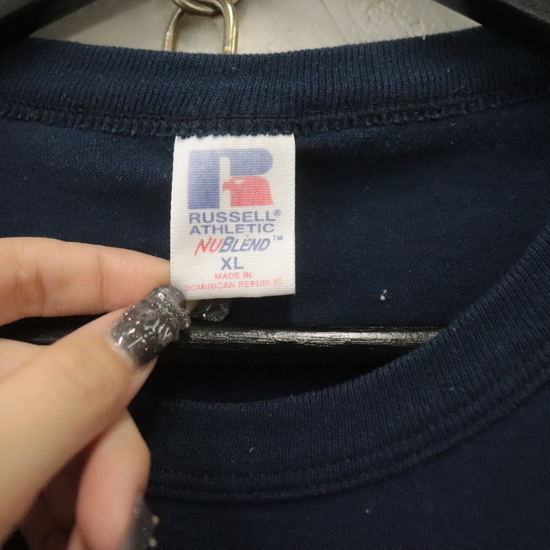 R
RUSSELL®
ATHLETIC
NUBLEND™
XL
MADE IN
DOMINICAN REPUBLIC